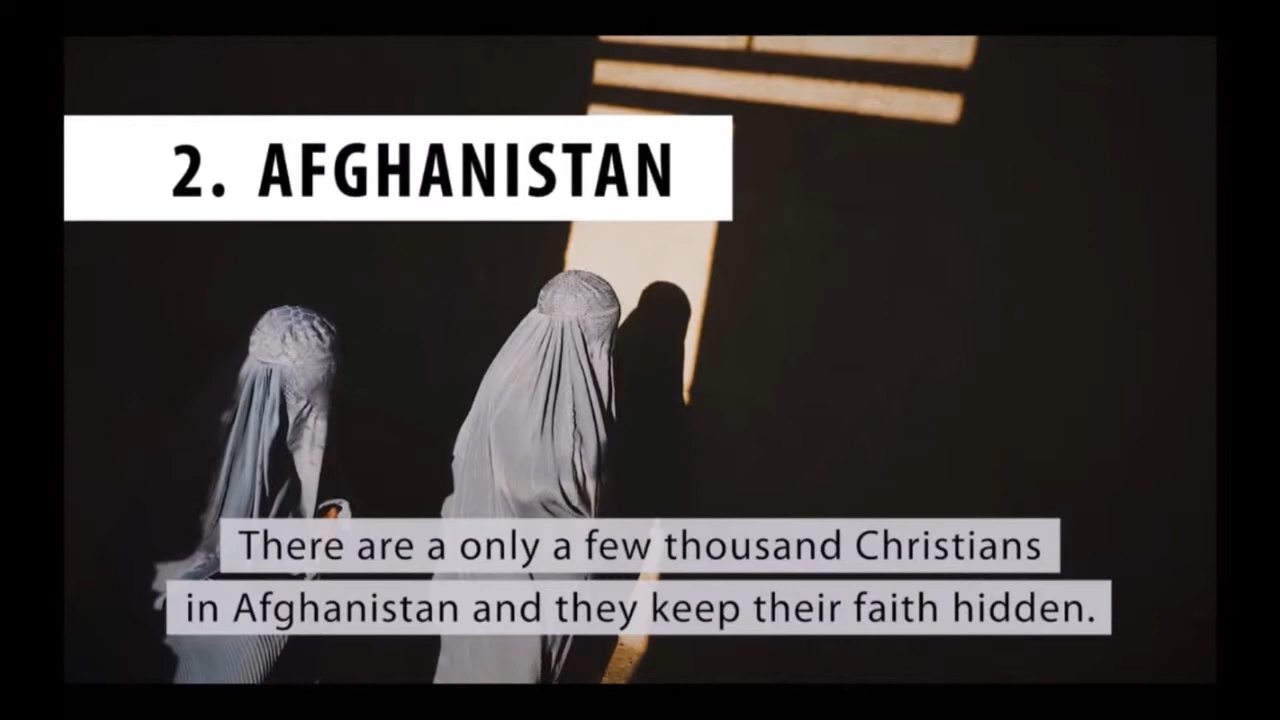 2. AFGHANISTAN
There are a only a few thousand Christians
in Afghanistan and they keep their faith hidden.